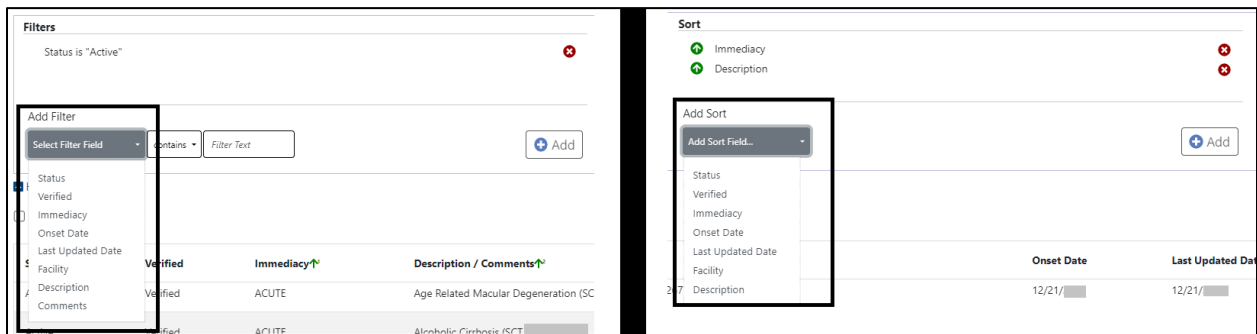 Filters
Status is "Active"
Add Filter
Select Filter Field
contains
Filter Text
Add
Status
Verified
Immediacy
Onset Date
Last Updated Date
Facility
Description
Comments
Verified
Immediacy
Description / Comments
Verified
ACUTE
Age Related Macular Degeneration (SC
Verified
ACUTE
Alcoholic Cirrhosis (SCT
Sort
Immediacy
Description
Add Sort
Add Sort Field...
Add
Status
Verified
Immediacy
Onset Date
Last Updated Date
Facility
Description
Onset Date
Last Updated Dat
12/21/
12/21/